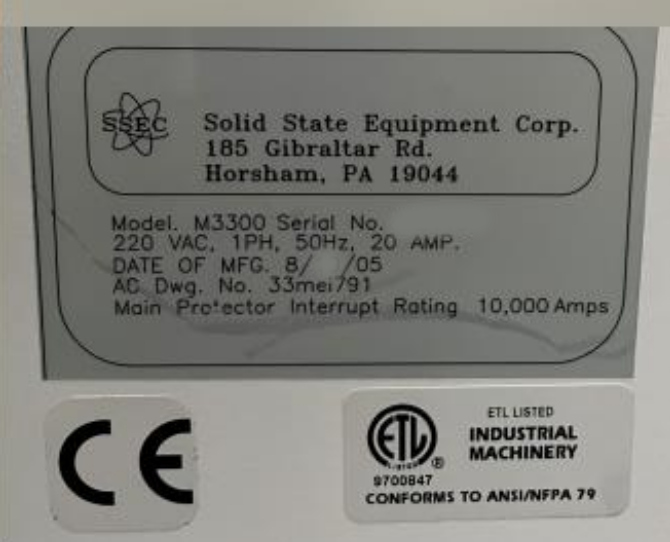 SSEC
Solid State Equipment Corp.
185 Gibraltar Rd.
Horsham, PA 19044
Model. M3300 Serial No.
220 VAC, 1PH, 50Hz, 20 AMP.
DATE OF MFG. 8/ /05
AC Dwg. No. 33mei791
Main Protector Interrupt Rating 10,000 Amps
CE
ETL LISTED
INDUSTRIAL
MACHINERY
ETL
®
9700847
CONFORMS TO ANSI/NFPA 79